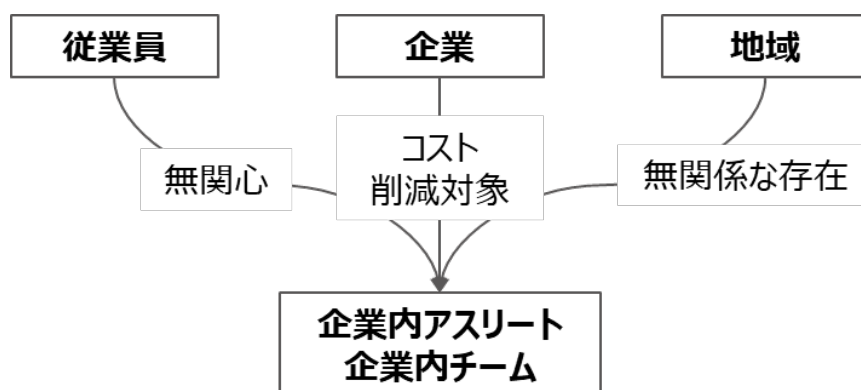 従業員
企業
地域
無関心
コスト
削減対象
無関係な存在
企業内アスリート
企業内チーム